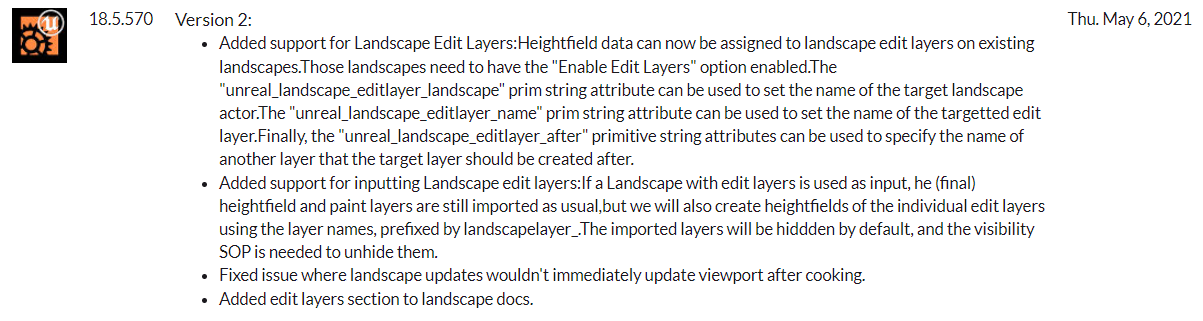 18.5.570 Version 2: Thu. May 6, 2021
• Added support for Landscape Edit Layers:Heightfield data can now be assigned to landscape edit layers on existing
landscapes.Those landscapes need to have the "Enable Edit Layers" option enabled.The
"unreal_landscape_editlayer_landscape" prim string attribute can be used to set the name of the target landscape
actor.The "unreal_landscape_editlayer_name" prim string attribute can be used to set the name of the targetted edit
layer.Finally, the "unreal_landscape_editlayer_after" primitive string attributes can be used to specify the name of
another layer that the target layer should be created after.
• Added support for inputting Landscape edit layers:If a Landscape with edit layers is used as input, he (final)
heightfield and paint layers are still imported as usual,but we will also create heightfields of the individual edit layers
using the layer names, prefixed by landscapelayer_.The imported layers will be hiddden by default, and the visibility
SOP is needed to unhide them.
• Fixed issue where landscape updates wouldn't immediately update viewport after cooking.
• Added edit layers section to landscape docs.